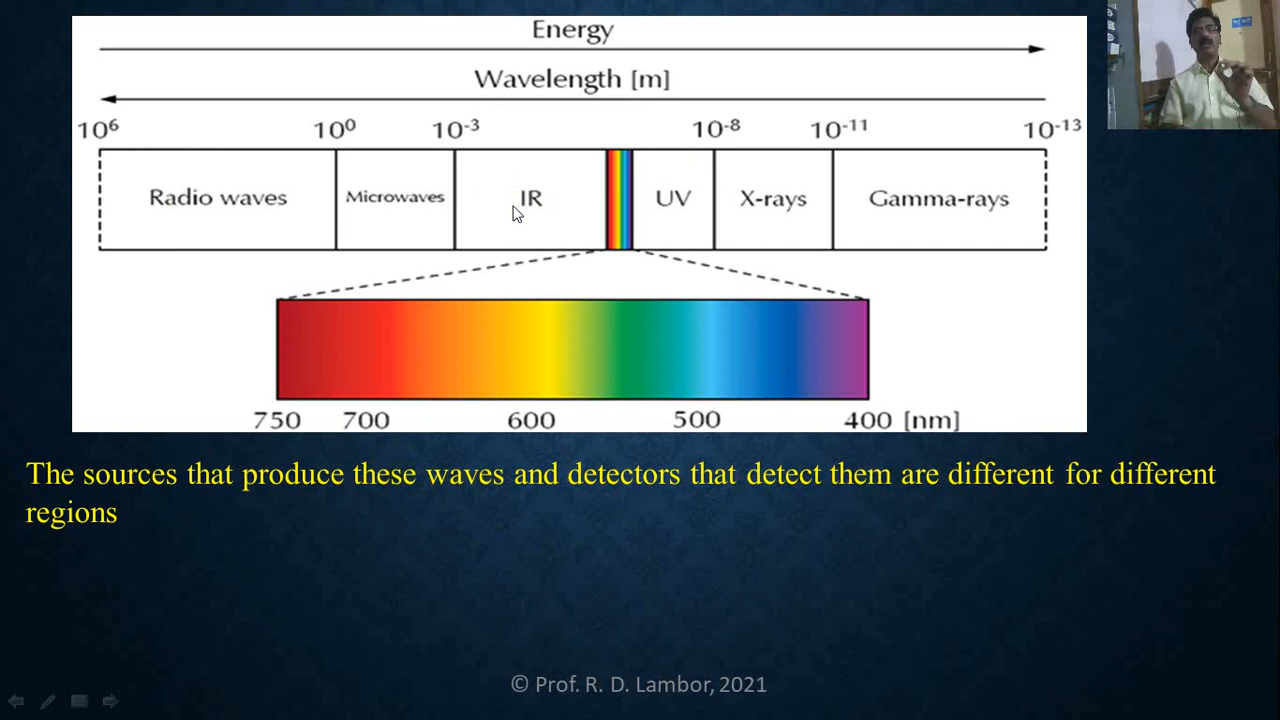 Energy
Wavelength [m]
10⁶ 10⁰ 10⁻³ 10⁻⁸ 10⁻¹¹ 10⁻¹³
Radio waves Microwaves IR UV X-rays Gamma-rays
750 700 600 500 400 [nm]
The sources that produce these waves and detectors that detect them are different for different
regions
© Prof. R. D. Lambor, 2021